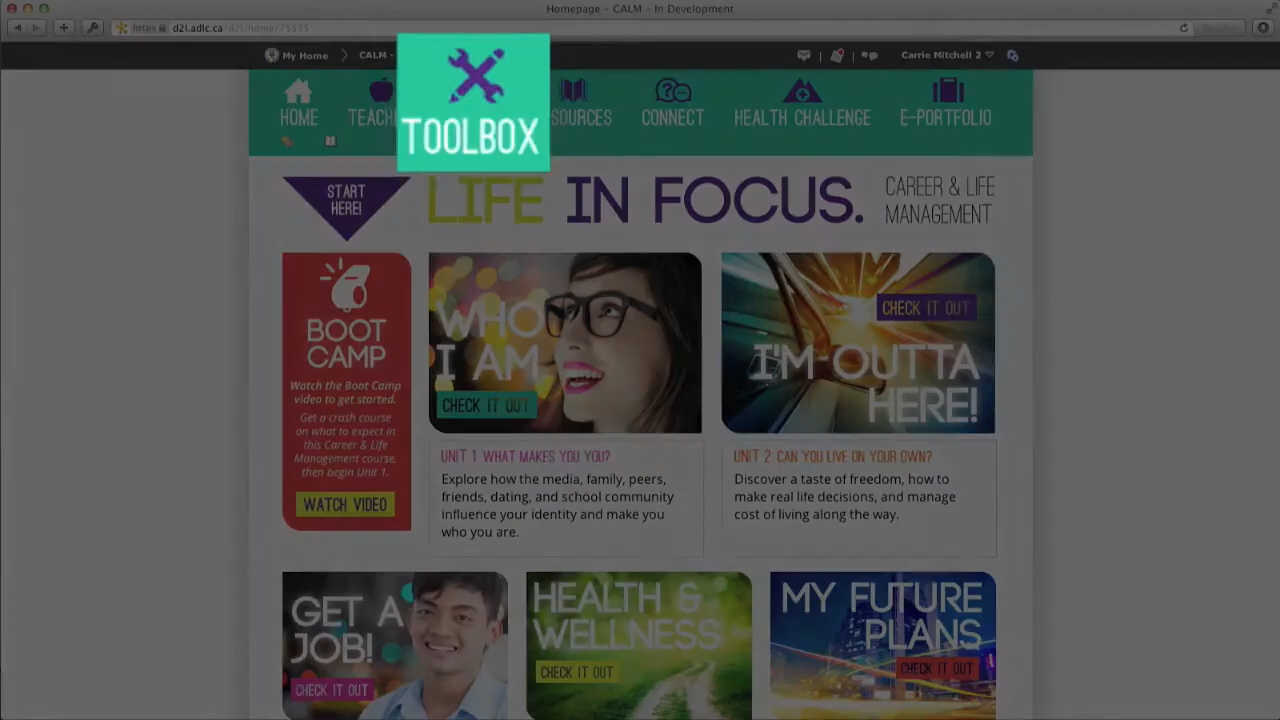 Homepage – CALM – In Development
https d2l.adlc.ca/d2l/home/75535
My Home CALM - Carrie Mitchell 2
HOME TEACH TOOLBOX SOURCES CONNECT HEALTH CHALLENGE E-PORTFOLIO
START
HERE!
LIFE IN FOCUS.
CAREER & LIFE
MANAGEMENT
BOOT
CAMP
Watch the Boot Camp
video to get started.
Get a crash course
on what to expect in
this Career & Life
Management course,
then begin Unit 1.
WATCH VIDEO
WHO
I AM
CHECK IT OUT
UNIT 1 WHAT MAKES YOU YOU?
Explore how the media, family, peers,
friends, dating, and school community
influence your identity and make you
who you are.
CHECK IT OUT
I'M OUTTA
HERE!
UNIT 2 CAN YOU LIVE ON YOUR OWN?
Discover a taste of freedom, how to
make real life decisions, and manage
cost of living along the way.
GET A
JOB!
CHECK IT OUT
HEALTH &
WELLNESS
CHECK IT OUT
MY FUTURE
PLANS
CHECK IT OUT